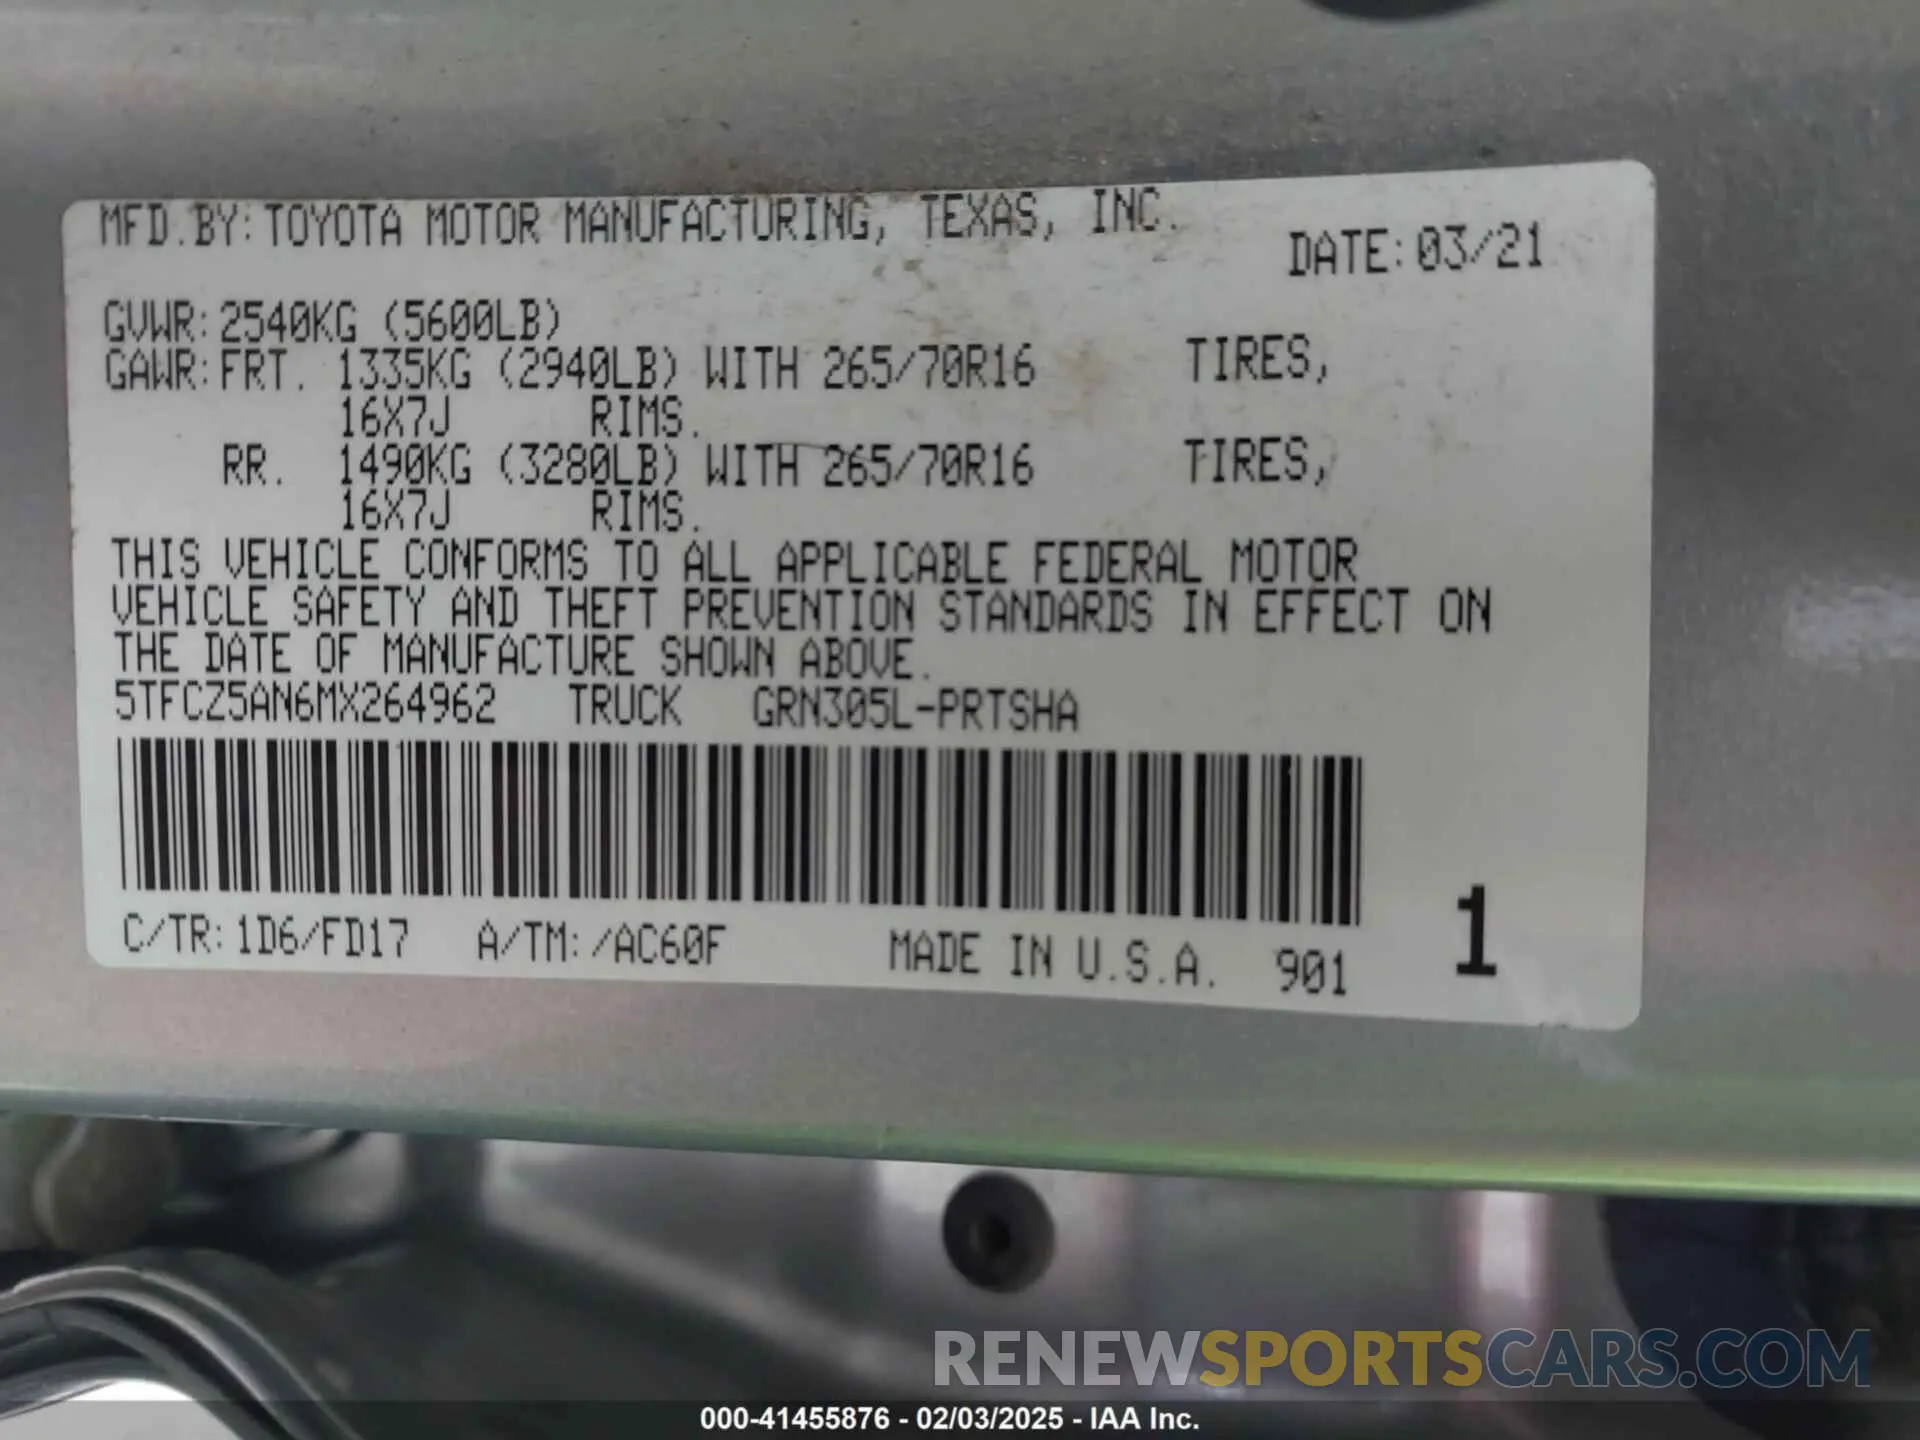 MFD.BY: TOYOTA MOTOR MANUFACTURING, TEXAS, INC.
DATE: 03/21
GVWR: 2540KG (5600LB)
GAWR: FRT. 1335KG (2940LB) WITH 265/70R16 TIRES,
16X7J RIMS.
RR. 1490KG (3280LB) WITH 265/70R16 TIRES,
16X7J RIMS.
THIS VEHICLE CONFORMS TO ALL APPLICABLE FEDERAL MOTOR
VEHICLE SAFETY AND THEFT PREVENTION STANDARDS IN EFFECT ON
THE DATE OF MANUFACTURE SHOWN ABOVE.
5TFCZ5AN6MX264962 TRUCK GRN305L-PRTSHA
C/TR: 1D6/FD17 A/TM: /AC60F MADE IN U.S.A. 901 1
RENEWSPORTSCARS.COM
000-41455876 - 02/03/2025 - IAA Inc.